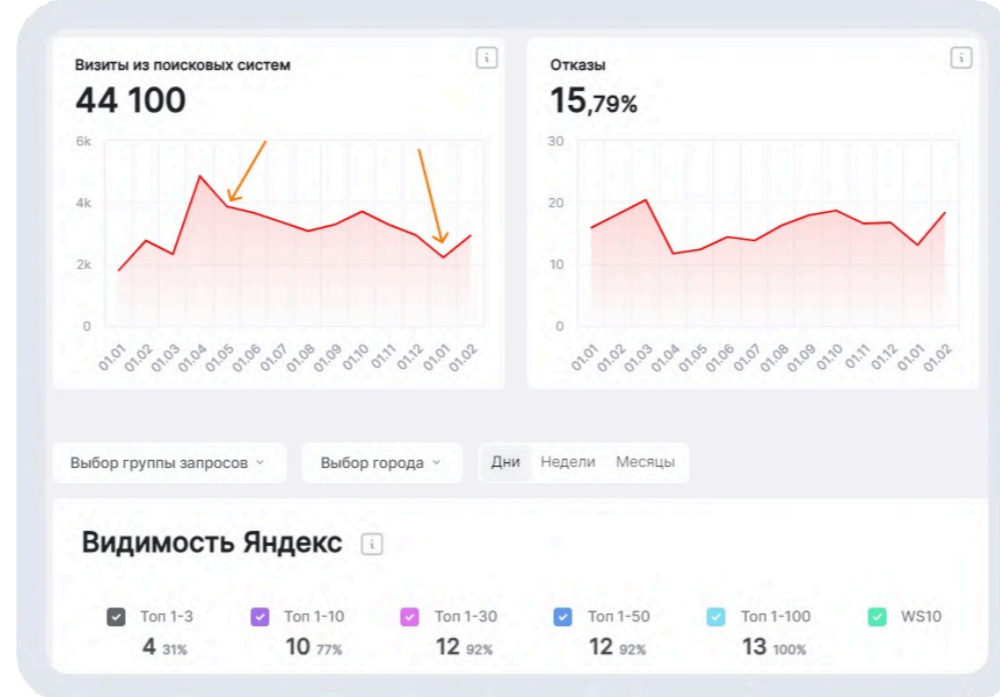 Визиты из поисковых систем
44 100
6k
4k
2k
0
01.01 01.02 01.03 01.04 01.05 01.06 01.07 01.08 01.09 01.10 01.11 01.12 01.01 01.02
Отказы
15,79%
30
20
10
0
01.01 01.02 01.03 01.04 01.05 01.06 01.07 01.08 01.09 01.10 01.11 01.12 01.01 01.02
Выбор группы запросов Выбор города Дни Недели Месяцы
Видимость Яндекс
Топ 1-3 Топ 1-10 Топ 1-30 Топ 1-50 Топ 1-100 WS10
4 31% 10 77% 12 92% 12 92% 13 100%